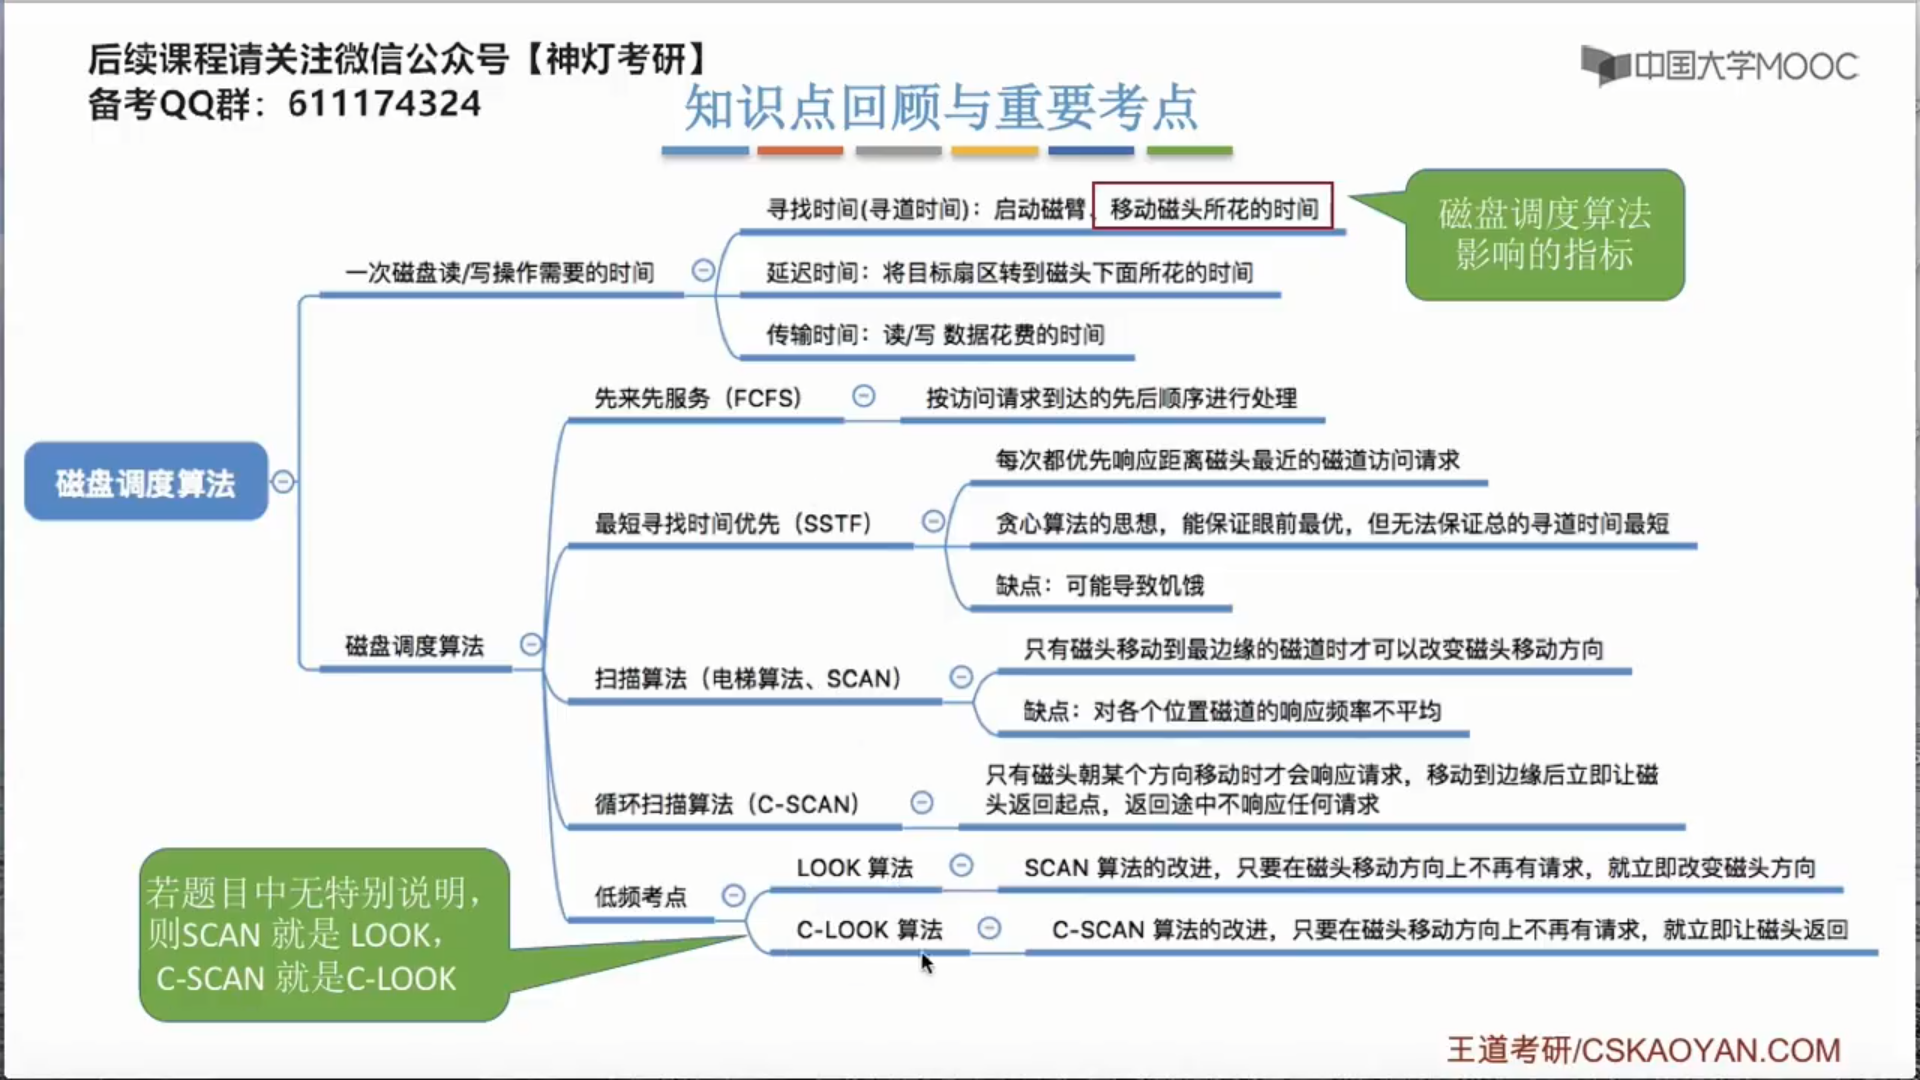 后续课程请关注微信公众号【神灯考研】
备考QQ群：611174324
中国大学MOOC
知识点回顾与重要考点
寻找时间(寻道时间)：启动磁臂、移动磁头所花的时间
磁盘调度算法
影响的指标
一次磁盘读/写操作需要的时间
延迟时间：将目标扇区转到磁头下面所花的时间
传输时间：读/写 数据花费的时间
先来先服务（FCFS）
按访问请求到达的先后顺序进行处理
每次都优先响应距离磁头最近的磁道访问请求
磁盘调度算法
最短寻找时间优先（SSTF）
贪心算法的思想，能保证眼前最优，但无法保证总的寻道时间最短
缺点：可能导致饥饿
磁盘调度算法
只有磁头移动到最边缘的磁道时才可以改变磁头移动方向
扫描算法（电梯算法、SCAN）
缺点：对各个位置磁道的响应频率不平均
只有磁头朝某个方向移动时才会响应请求，移动到边缘后立即让磁
头返回起点，返回途中不响应任何请求
循环扫描算法（C-SCAN）
LOOK 算法
SCAN 算法的改进，只要在磁头移动方向上不再有请求，就立即改变磁头方向
低频考点
C-LOOK 算法
C-SCAN 算法的改进，只要在磁头移动方向上不再有请求，就立即让磁头返回
若题目中无特别说明，
则SCAN 就是 LOOK，
C-SCAN 就是C-LOOK
王道考研/CSKAOYAN.COM